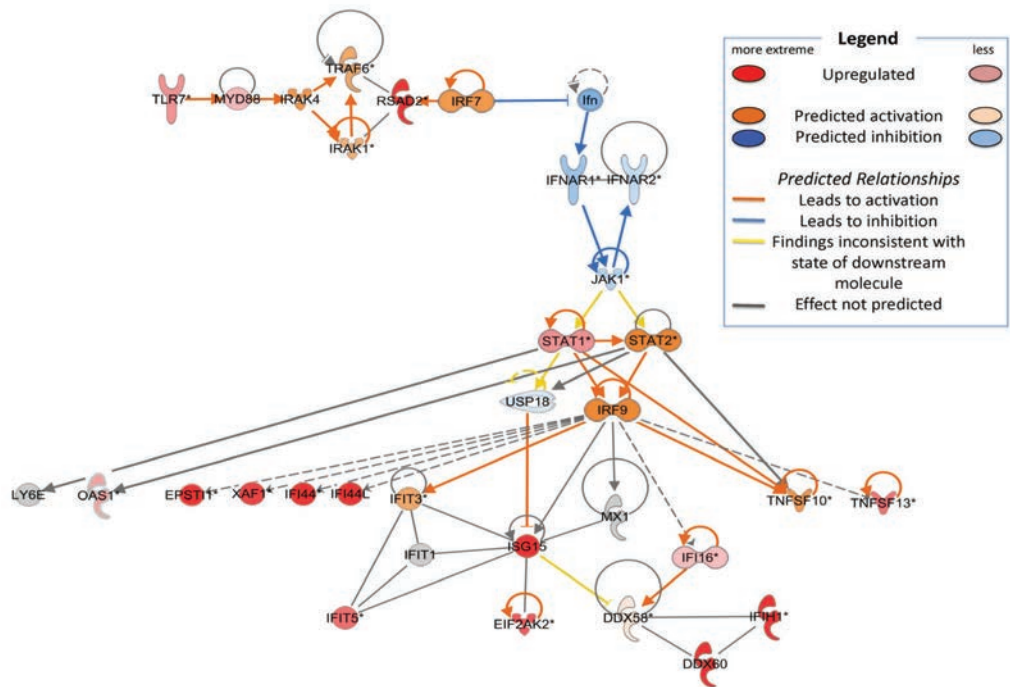 Legend
more extreme
less
Upregulated
Predicted activation
Predicted inhibition
Predicted Relationships
Leads to activation
Leads to inhibition
Findings inconsistent with
state of downstream
molecule
Effect not predicted
TRAF6*
TLR7*
MYD88
IRAK4
RSAD2*
IRF7
Ifn
IRAK1*
IFNAR1*
IFNAR2*
JAK1*
STAT1*
STAT2*
USP18
IRF9
LY6E
OAS1*
EPSTI1*
XAF1*
IFI44*
IFI44L
IFIT3*
TNFSF10*
TNFSF13*
MX1
IFIT1
ISG15
IFI16*
IFIT5*
EIF2AK2*
DDX58*
IFIH1*
DDX60